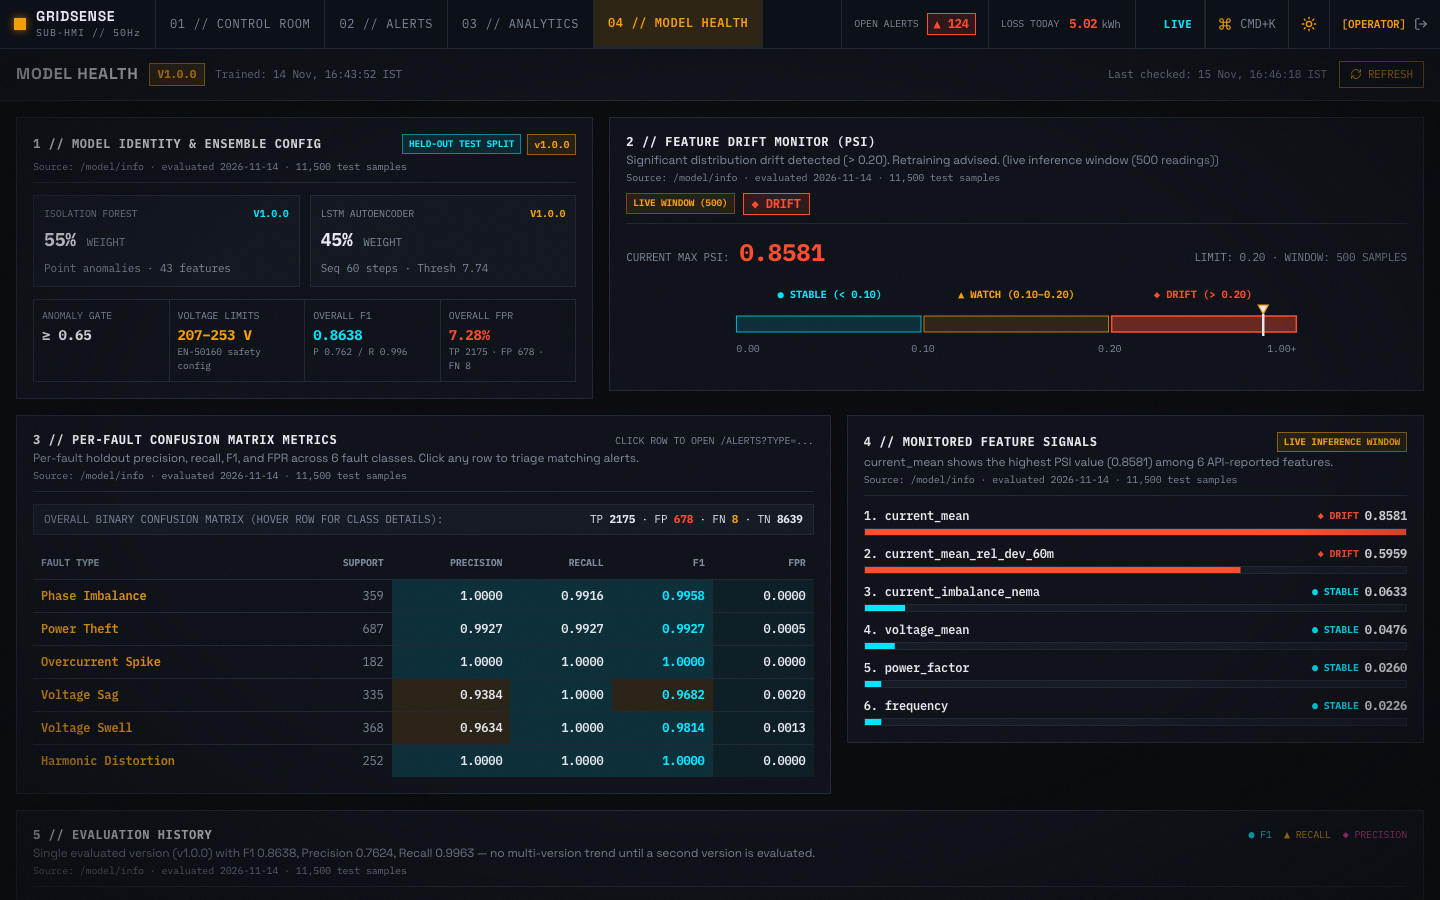 GRIDSENSE
SUB-HMI // 50Hz
01 // CONTROL ROOM
02 // ALERTS
03 // ANALYTICS
04 // MODEL HEALTH
OPEN ALERTS ▲ 124
LOSS TODAY 5.02 kWh
LIVE
⌘ CMD+K
[OPERATOR]
MODEL HEALTH V1.0.0 Trained: 14 Nov, 16:43:52 IST
Last checked: 15 Nov, 16:46:18 IST
REFRESH
1 // MODEL IDENTITY & ENSEMBLE CONFIG
HELD-OUT TEST SPLIT v1.0.0
Source: /model/info · evaluated 2026-11-14 · 11,500 test samples
ISOLATION FOREST V1.0.0
55% WEIGHT
Point anomalies · 43 features
LSTM AUTOENCODER V1.0.0
45% WEIGHT
Seq 60 steps · Thresh 7.74
ANOMALY GATE
≥ 0.65
VOLTAGE LIMITS
207–253 V
EN-50160 safety
config
OVERALL F1
0.8638
P 0.762 / R 0.996
OVERALL FPR
7.28%
TP 2175 · FP 678 ·
FN 8
2 // FEATURE DRIFT MONITOR (PSI)
Significant distribution drift detected (> 0.20). Retraining advised. (live inference window (500 readings))
Source: /model/info · evaluated 2026-11-14 · 11,500 test samples
LIVE WINDOW (500) ◆ DRIFT
CURRENT MAX PSI: 0.8581
LIMIT: 0.20 · WINDOW: 500 SAMPLES
● STABLE (< 0.10) ▲ WATCH (0.10–0.20) ◆ DRIFT (> 0.20)
0.00 0.10 0.20 1.00+
3 // PER-FAULT CONFUSION MATRIX METRICS
CLICK ROW TO OPEN /ALERTS?TYPE=...
Per-fault holdout precision, recall, F1, and FPR across 6 fault classes. Click any row to triage matching alerts.
Source: /model/info · evaluated 2026-11-14 · 11,500 test samples
OVERALL BINARY CONFUSION MATRIX (HOVER ROW FOR CLASS DETAILS): TP 2175 · FP 678 · FN 8 · TN 8639
FAULT TYPE SUPPORT PRECISION RECALL F1 FPR
Phase Imbalance 359 1.0000 0.9916 0.9958 0.0000
Power Theft 687 0.9927 0.9927 0.9927 0.0005
Overcurrent Spike 182 1.0000 1.0000 1.0000 0.0000
Voltage Sag 335 0.9384 1.0000 0.9682 0.0020
Voltage Swell 368 0.9634 1.0000 0.9814 0.0013
Harmonic Distortion 252 1.0000 1.0000 1.0000 0.0000
4 // MONITORED FEATURE SIGNALS
LIVE INFERENCE WINDOW
current_mean shows the highest PSI value (0.8581) among 6 API-reported features.
Source: /model/info · evaluated 2026-11-14 · 11,500 test samples
1. current_mean ◆ DRIFT 0.8581
2. current_mean_rel_dev_60m ◆ DRIFT 0.5959
3. current_imbalance_nema ● STABLE 0.0633
4. voltage_mean ● STABLE 0.0476
5. power_factor ● STABLE 0.0260
6. frequency ● STABLE 0.0226
5 // EVALUATION HISTORY
● F1 ▲ RECALL ◆ PRECISION
Single evaluated version (v1.0.0) with F1 0.8638, Precision 0.7624, Recall 0.9963 — no multi-version trend until a second version is evaluated.
Source: /model/info · evaluated 2026-11-14 · 11,500 test samples